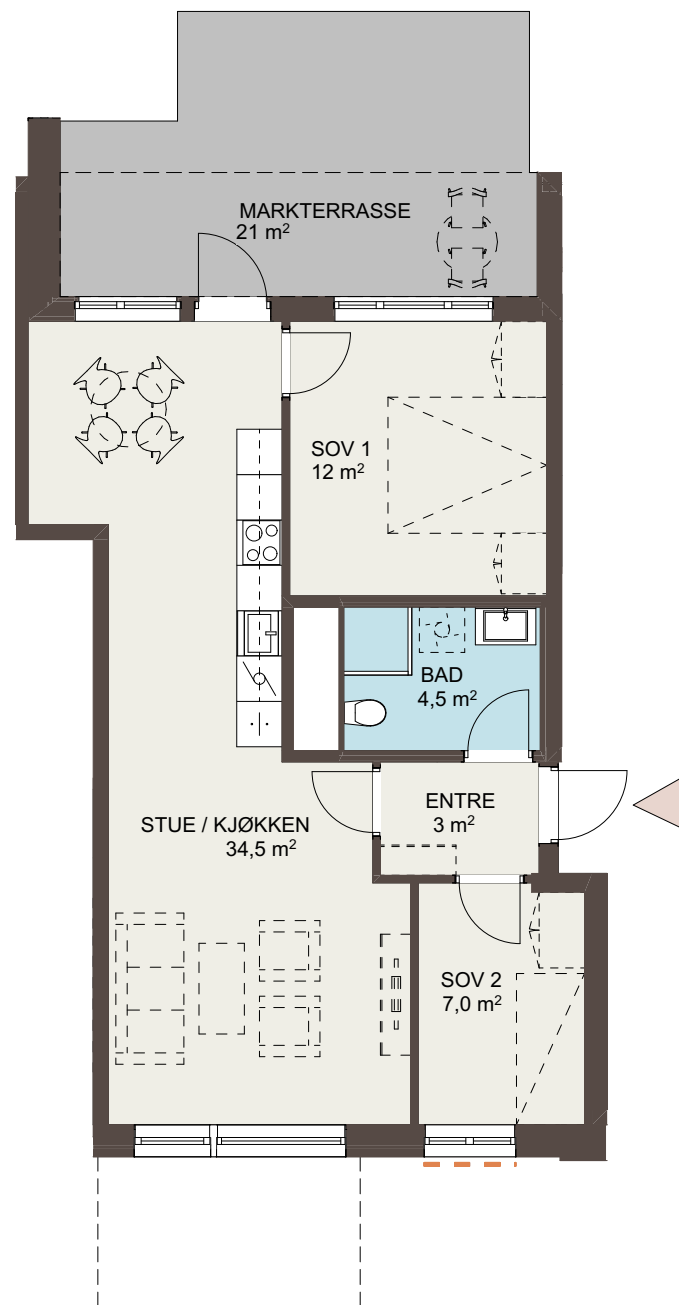 MARKTERRASSE
21 m²
SOV 1
12 m²
BAD
4,5 m²
ENTRE
3 m²
STUE / KJØKKEN
34,5 m²
SOV 2
7,0 m²